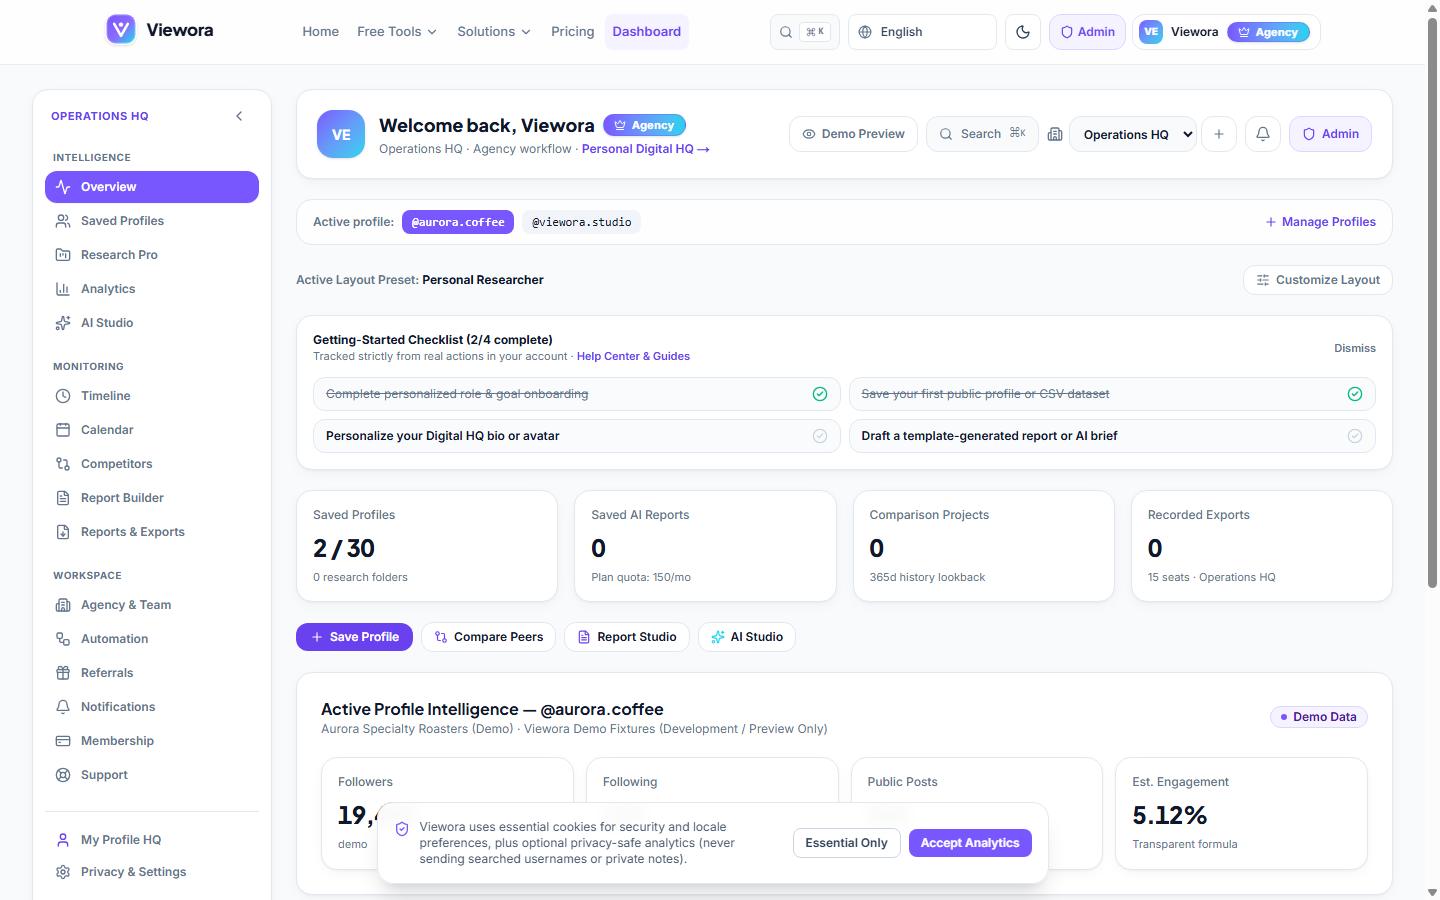 Viewora
Home
Free Tools
Solutions
Pricing
Dashboard
⌘ K
English
Admin
VE
Viewora
Agency
OPERATIONS HQ
INTELLIGENCE
Overview
Saved Profiles
Research Pro
Analytics
AI Studio
MONITORING
Timeline
Calendar
Competitors
Report Builder
Reports & Exports
WORKSPACE
Agency & Team
Automation
Referrals
Notifications
Membership
Support
My Profile HQ
Privacy & Settings
VE
Welcome back, Viewora
Agency
Operations HQ · Agency workflow · Personal Digital HQ →
Demo Preview
Search ⌘K
Operations HQ
Admin
Active profile: @aurora.coffee @viewora.studio
Manage Profiles
Active Layout Preset: Personal Researcher
Customize Layout
Getting-Started Checklist (2/4 complete)
Tracked strictly from real actions in your account · Help Center & Guides
Dismiss
Complete personalized role & goal onboarding
Save your first public profile or CSV dataset
Personalize your Digital HQ bio or avatar
Draft a template-generated report or AI brief
Saved Profiles
2 / 30
0 research folders
Saved AI Reports
0
Plan quota: 150/mo
Comparison Projects
0
365d history lookback
Recorded Exports
0
15 seats · Operations HQ
Save Profile
Compare Peers
Report Studio
AI Studio
Active Profile Intelligence — @aurora.coffee
Aurora Specialty Roasters (Demo) · Viewora Demo Fixtures (Development / Preview Only)
Demo Data
Followers
demo
Following
Public Posts
Est. Engagement
5.12%
Transparent formula
Viewora uses essential cookies for security and locale
preferences, plus optional privacy-safe analytics (never
sending searched usernames or private notes).
Essential Only
Accept Analytics